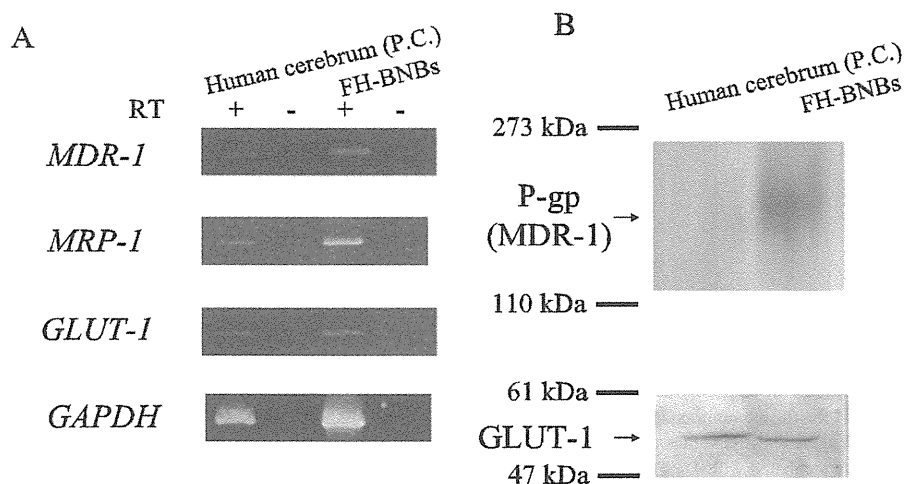 A
Human cerebrum (P.C.)
FH-BNBs
RT + - + -
MDR-1
MRP-1
GLUT-1
GAPDH
B
Human cerebrum (P.C.)
FH-BNBs
273 kDa
P-gp →
(MDR-1)
110 kDa
61 kDa
GLUT-1 →
47 kDa